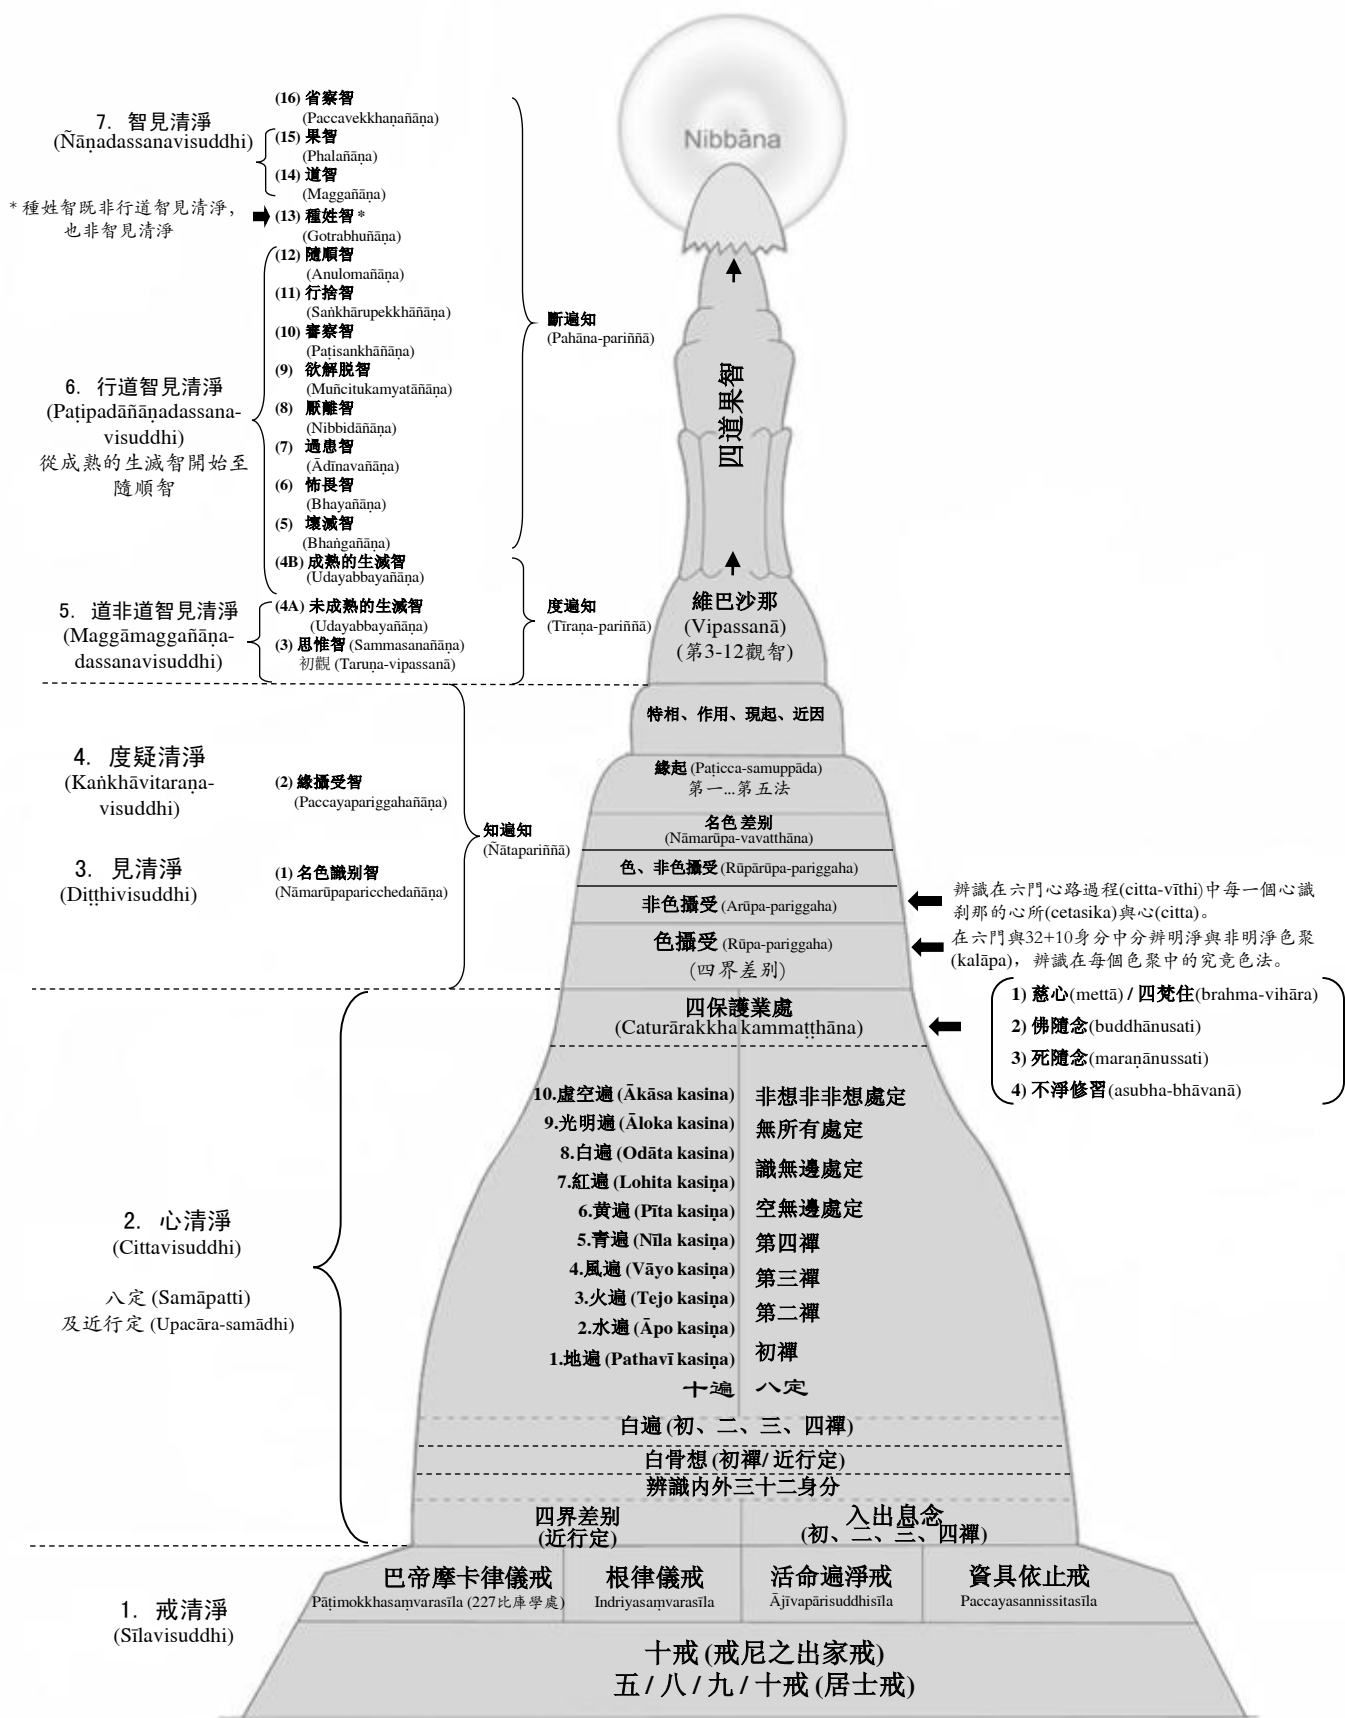 Nibbāna
7. 智見清淨
(Ñāṇadassanavisuddhi)
* 種姓智既非行道智見清淨，
也非智見清淨
6. 行道智見清淨
(Paṭipadāñāṇadassana-
visuddhi)
從成熟的生滅智開始至
隨順智
5. 道非道智見清淨
(Maggāmaggañāṇa-
dassanavisuddhi)
(16) 省察智
(Paccavekkhaṇañāṇa)
(15) 果智
(Phalañāṇa)
(14) 道智
(Maggañāṇa)
(13) 種姓智 *
(Gotrabhuñāṇa)
(12) 隨順智
(Anulomañāṇa)
(11) 行捨智
(Saṅkhārupekkhāñāṇa)
(10) 審察智
(Paṭisankhāñāṇa)
(9) 欲解脱智
(Muñcitukamyatāñāṇa)
(8) 厭離智
(Nibbidāñāṇa)
(7) 過患智
(Ādīnavañāṇa)
(6) 怖畏智
(Bhayañāṇa)
(5) 壞滅智
(Bhaṅgañāṇa)
(4B) 成熟的生滅智
(Udayabbayañāṇa)
(4A) 未成熟的生滅智
(Udayabbayañāṇa)
(3) 思惟智 (Sammasanañāṇa)
初觀 (Taruṇa-vipassanā)
斷遍知
(Pahāna-pariññā)
度遍知
(Tīraṇa-pariññā)
四道果智
維巴沙那
(Vipassanā)
(第3-12觀智)
4. 度疑清淨
(Kaṅkhāvitaraṇa-
visuddhi)
(2) 緣攝受智
(Paccayapariggahañāṇa)
3. 見清淨
(Diṭṭhivisuddhi)
(1) 名色識別智
(Nāmarūpaparicchedañāṇa)
知遍知
(Ñātapariññā)
特相、作用、現起、近因
緣起 (Paṭicca-samuppāda)
第一...第五法
名色 差别
(Nāmarūpa-vavatthāna)
色、非色攝受 (Rūpārūpa-pariggaha)
非色攝受 (Arūpa-pariggaha)
色攝受 (Rūpa-pariggaha)
(四界差别)
辨識在六門心路過程(citta-vīthi)中每一個心識
剎那的心所(cetasika)與心(citta)。
在六門與32+10身分中分辨明淨與非明淨色聚
(kalāpa)，辨識在每個色聚中的究竟色法。
四保護業處
(Caturārakkha kammaṭṭhāna)
1) 慈心(mettā) / 四梵住(brahma-vihāra)
2) 佛隨念(buddhānusati)
3) 死隨念(maraṇānussati)
4) 不淨修習(asubha-bhāvanā)
2. 心清淨
(Cittavisuddhi)
八定 (Samāpatti)
及近行定 (Upacāra-samādhi)
10.虛空遍 (Ākāsa kasina)
9.光明遍 (Āloka kasina)
8.白遍 (Odāta kasina)
7.紅遍 (Lohita kasiṇa)
6.黄遍 (Pīta kasiṇa)
5.青遍 (Nīla kasiṇa)
4.風遍 (Vāyo kasiṇa)
3.火遍 (Tejo kasiṇa)
2.水遍 (Āpo kasiṇa)
1.地遍 (Pathavī kasiṇa)
十遍
非想非非想處定
無所有處定
識無邊處定
空無邊處定
第四禪
第三禪
第二禪
初禪
八定
白遍 (初、二、三、四禪)
白骨想 (初禪/ 近行定)
辨識内外三十二身分
四界差别
(近行定)
入出息念
(初、二、三、四禪)
1. 戒清淨
(Sīlavisuddhi)
巴帝摩卡律儀戒
Pāṭimokkhasaṃvarasīla (227比庫學處)
根律儀戒
Indriyasaṃvarasīla
活命遍淨戒
Ājīvapārisuddhisīla
資具依止戒
Paccayasannissitasīla
十戒 (戒尼之出家戒)
五 / 八 / 九 / 十戒 (居士戒)